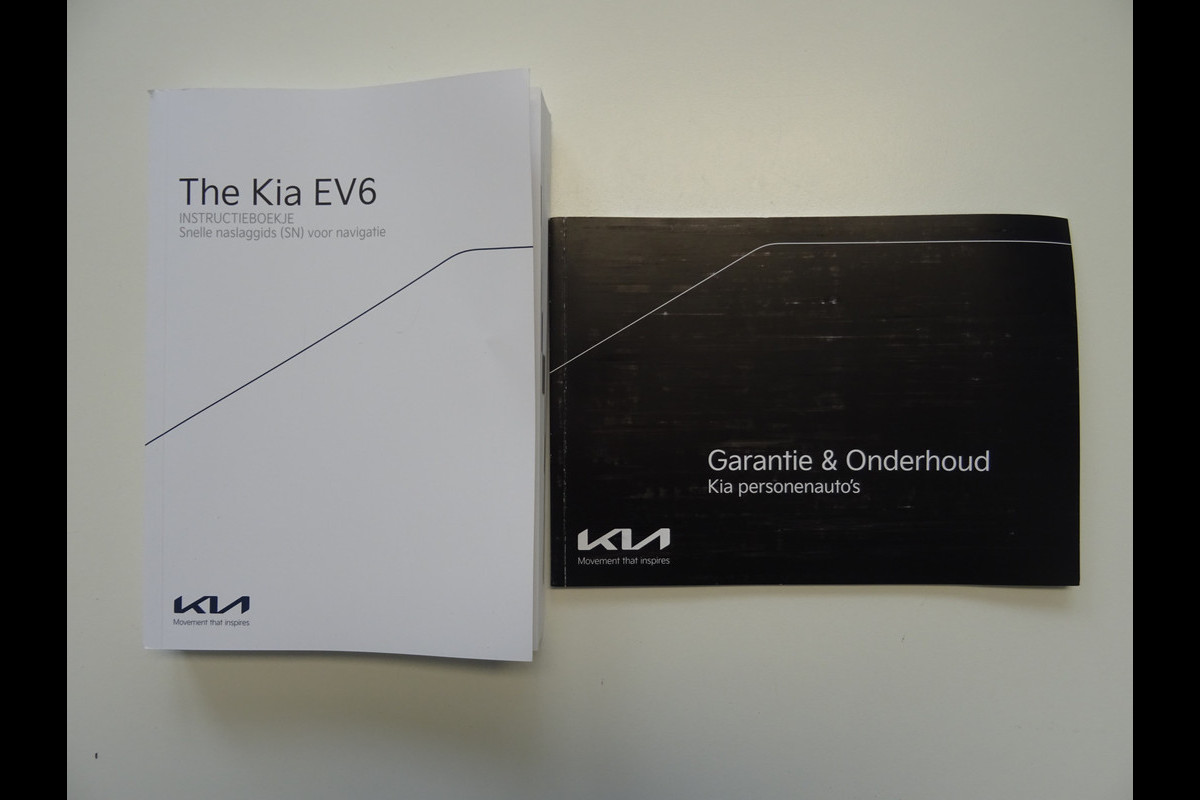 The Kia EV6
INSTRUCTIEBOEKJE
Snelle naslaggids (SN) voor navigatie
KIA
Movement that inspires
Garantie & Onderhoud
Kia personenauto's
KIA
Movement that inspires